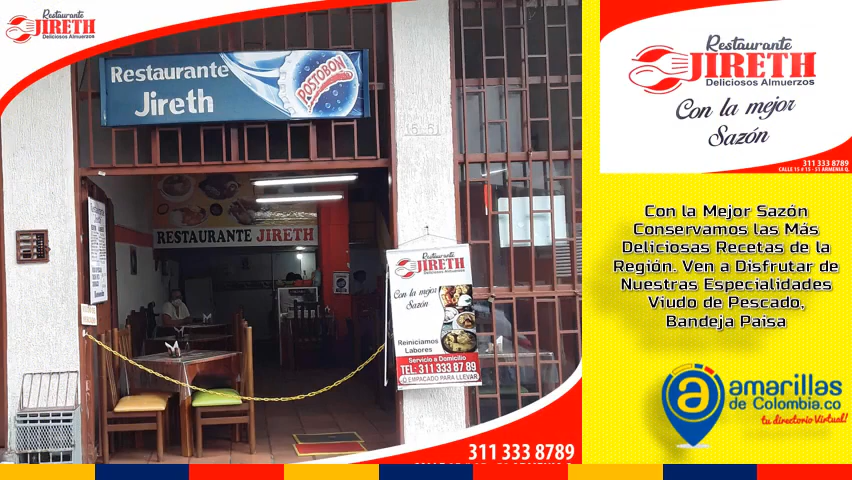 Restaurante
JIRETH
Deliciosos Almuerzos
Restaurante
Jireth
POSTOBON
15-51
RESTAURANTE JIRETH
Restaurante
JIRETH
Deliciosos Almuerzos
Con la mejor
Sazón
Reiniciamos
Labores
Servicio a Domicilio
TEL: 311 333 87 89
O EMPACADO PARA LLEVAR
311 333 8789
Restaurante
JIRETH
Deliciosos Almuerzos
Con la mejor
Sazón
311 333 8789
CALLE 15 # 15 - 51 ARMENIA Q.
Con la Mejor Sazón
Conservamos las Más
Deliciosas Recetas de la
Región. Ven a Disfrutar de
Nuestras Especialidades
Viudo de Pescado,
Bandeja Paisa
a
amarillas
de Colombia.co
tu directorio Virtual!